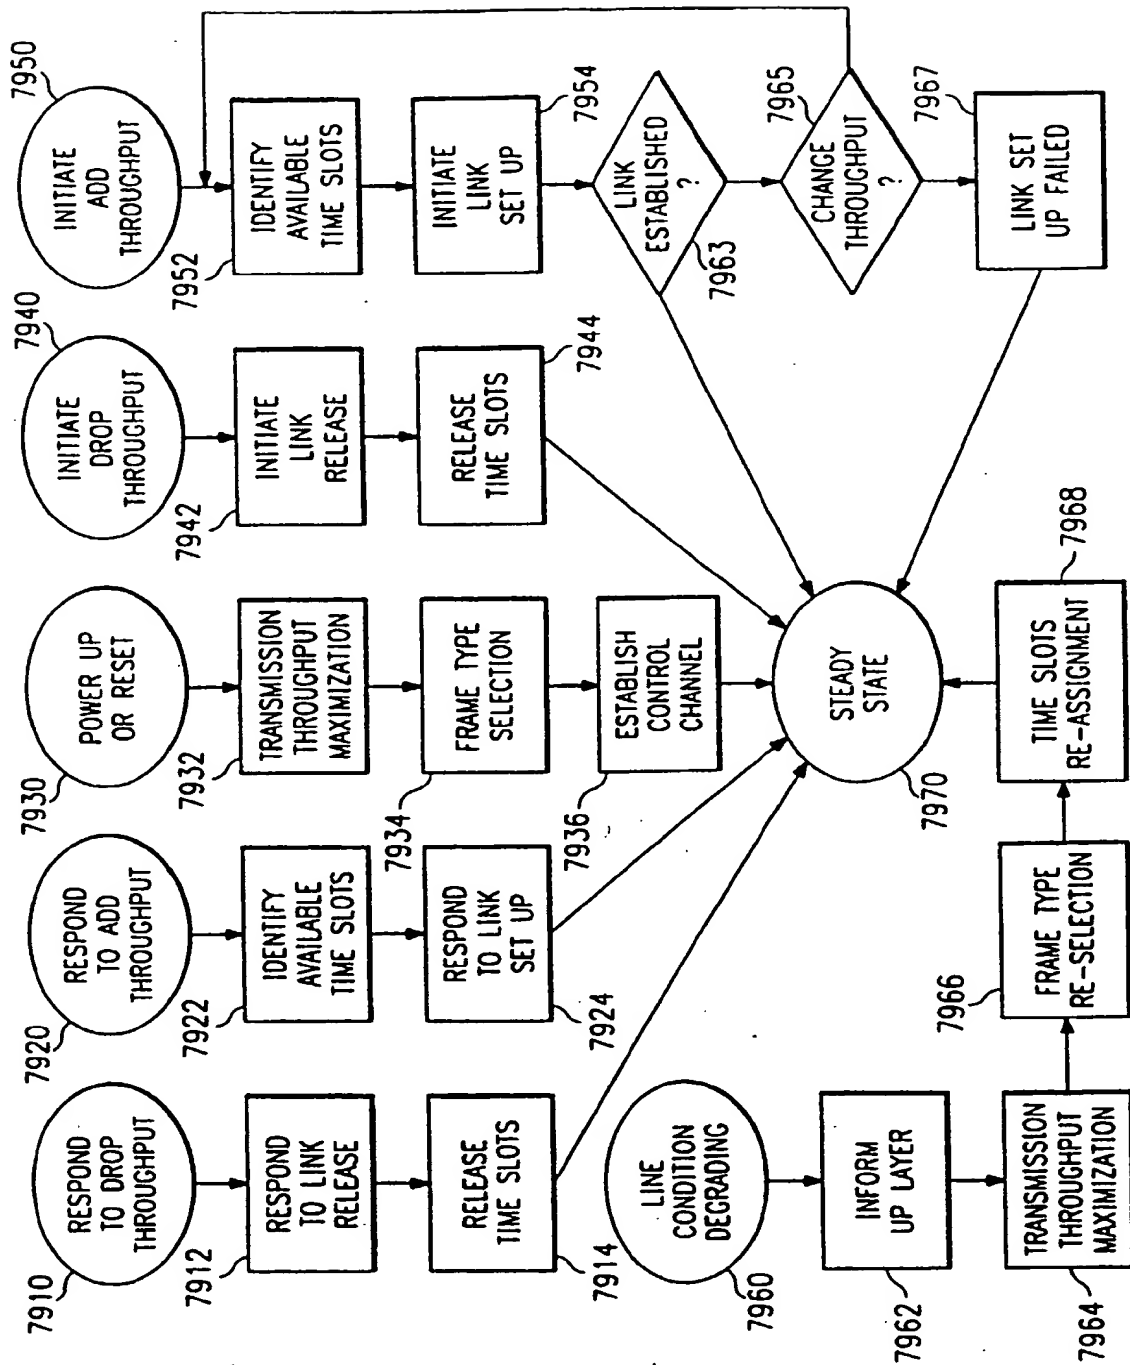 7910
RESPOND
TO DROP
THROUGHPUT
7912
RESPOND
TO LINK
RELEASE
RELEASE
TIME SLOTS
7914
7920
RESPOND
TO ADD
THROUGHPUT
7922
IDENTIFY
AVAILABLE
TIME SLOTS
RESPOND
TO LINK
SET UP
7924
7930
POWER UP
OR RESET
7932
TRANSMISSION
THROUGHPUT
MAXIMIZATION
7934
FRAME TYPE
SELECTION
7936
ESTABLISH
CONTROL
CHANNEL
7940
INITIATE
DROP
THROUGHPUT
7942
INITIATE
LINK
RELEASE
RELEASE
TIME SLOTS
7944
7950
INITIATE
ADD
THROUGHPUT
7952
IDENTIFY
AVAILABLE
TIME SLOTS
INITIATE
LINK
SET UP
7954
LINK
ESTABLISHED
?
7963
7965
CHANGE
THROUGHPUT
?
7967
LINK SET
UP FAILED
7960
LINE
CONDITION
DEGRADING
7962
INFORM
UP LAYER
7964
TRANSMISSION
THROUGHPUT
MAXIMIZATION
7966
FRAME TYPE
RE-SELECTION
7968
TIME SLOTS
RE-ASSIGNMENT
STEADY
STATE
7970